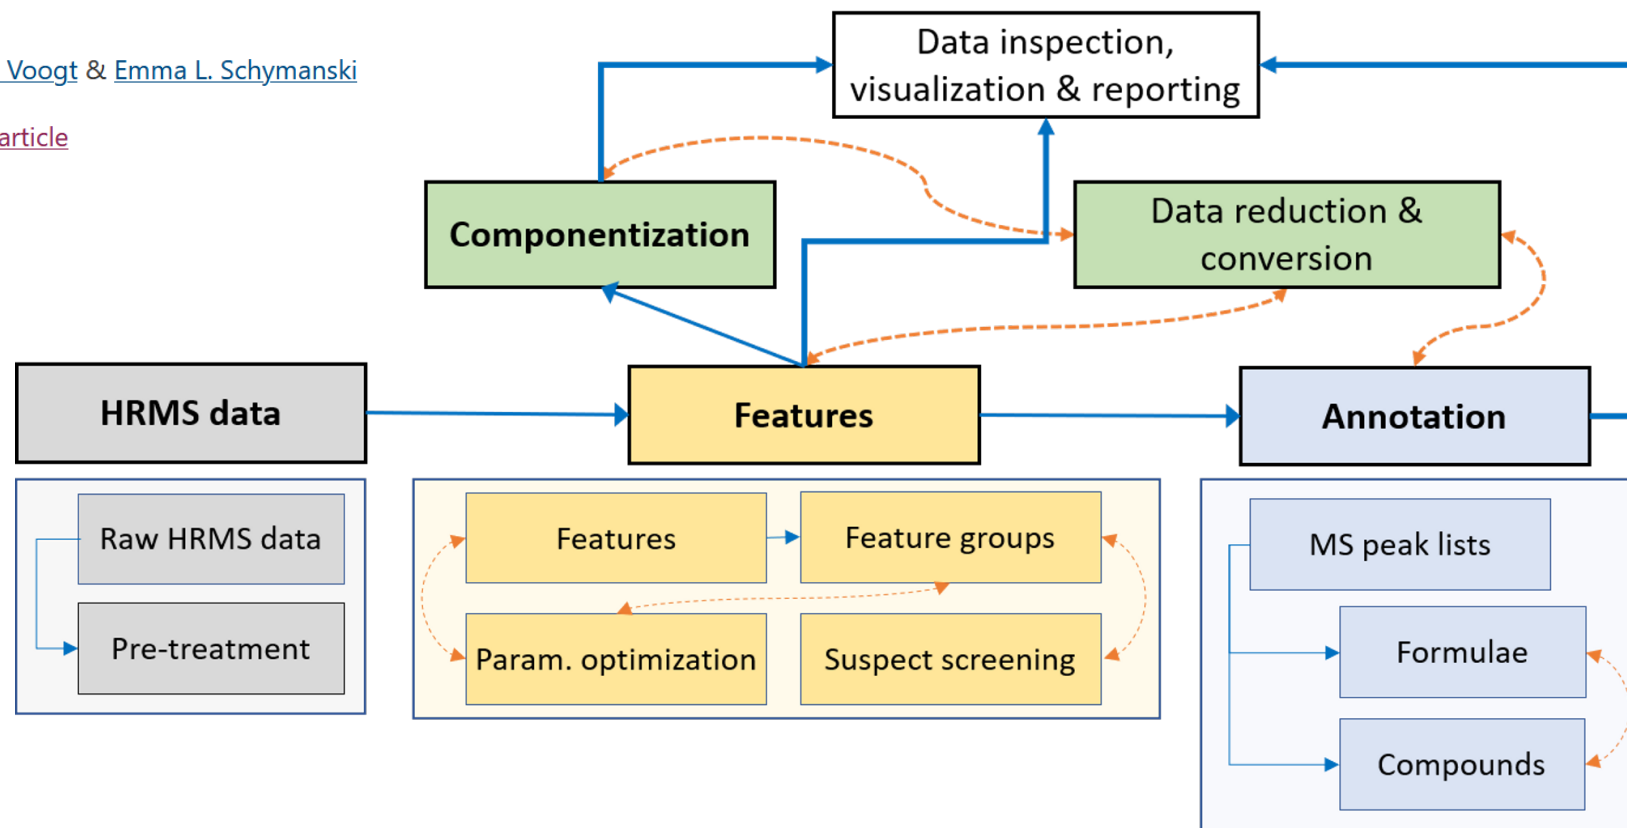 Voogt & Emma L. Schymanski
article
Data inspection,
visualization & reporting
Componentization
Data reduction &
conversion
HRMS data
Features
Annotation
Raw HRMS data
Pre-treatment
Features
Feature groups
Param. optimization
Suspect screening
MS peak lists
Formulae
Compounds